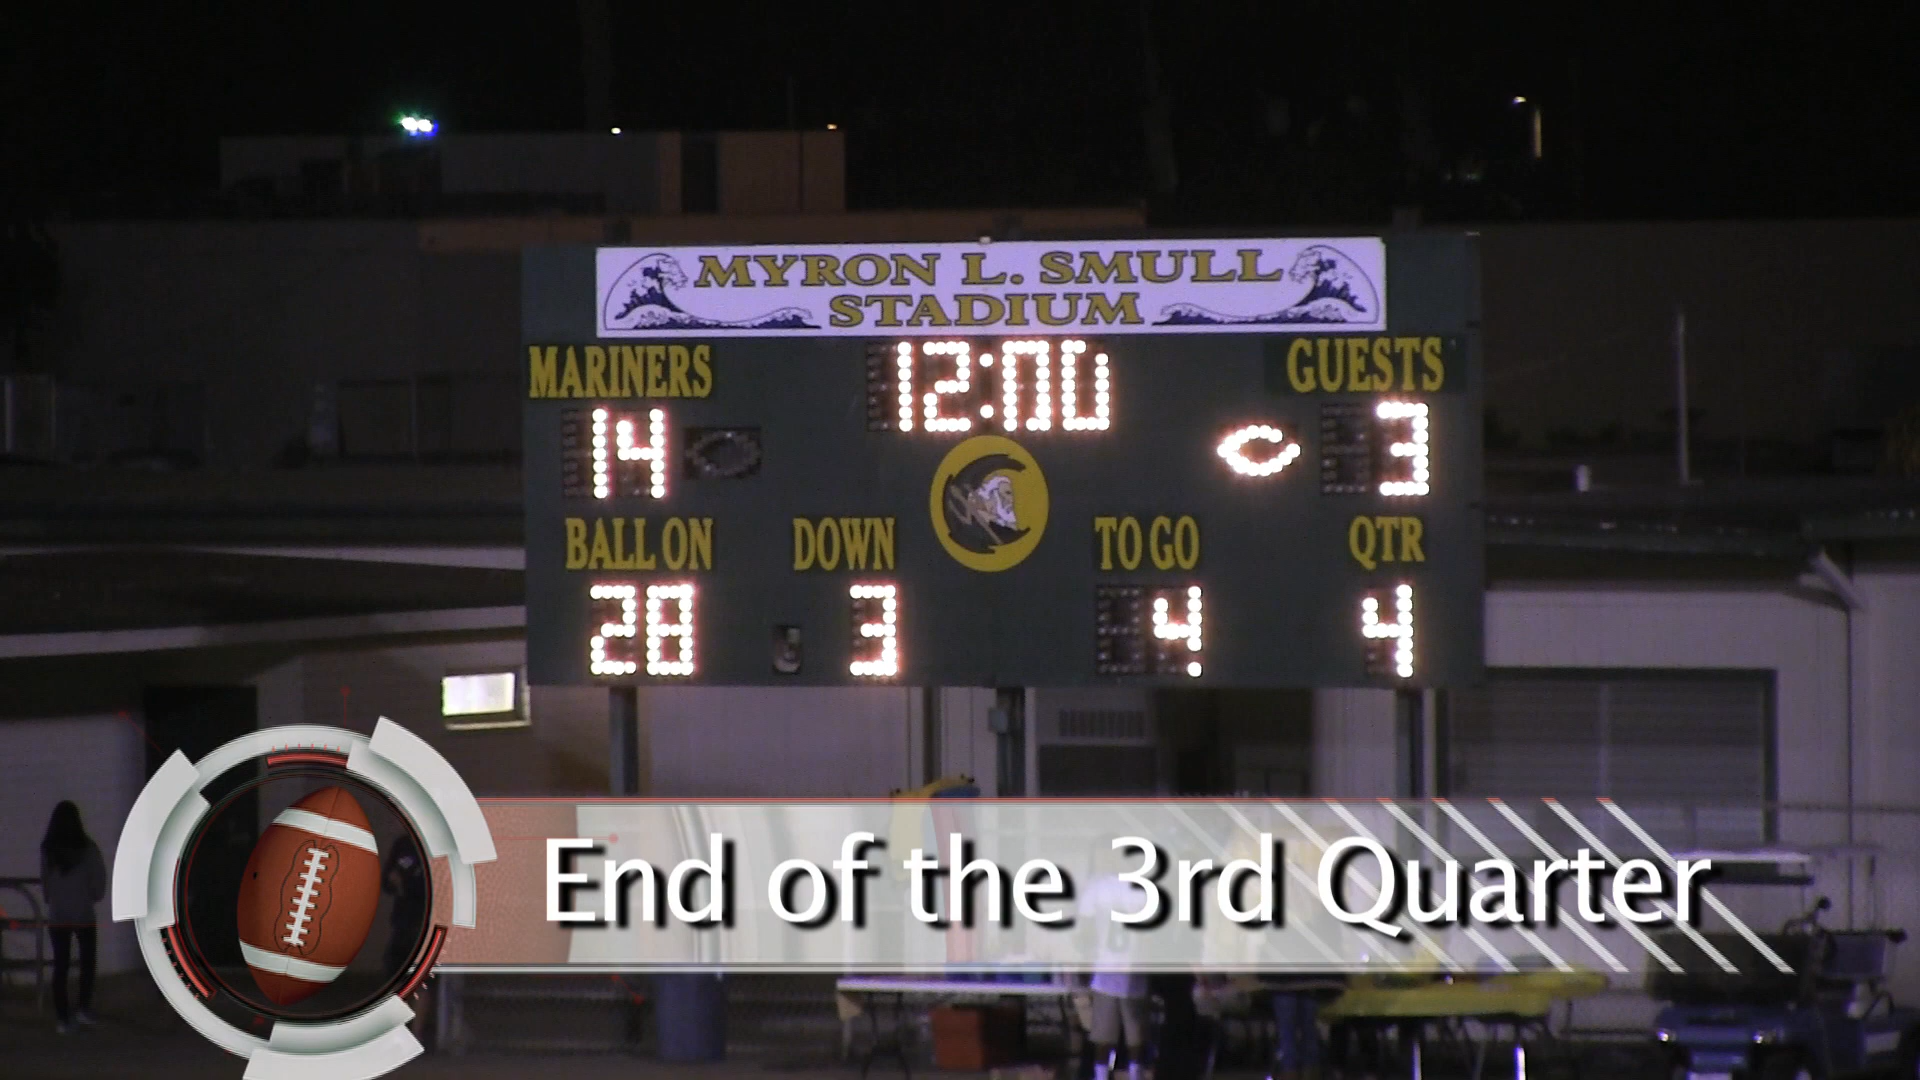 MYRON L. SMULL
STADIUM
MARINERS 12:00 GUESTS
14 3
BALL ON DOWN TO GO QTR
28 3 4 4
End of the 3rd Quarter